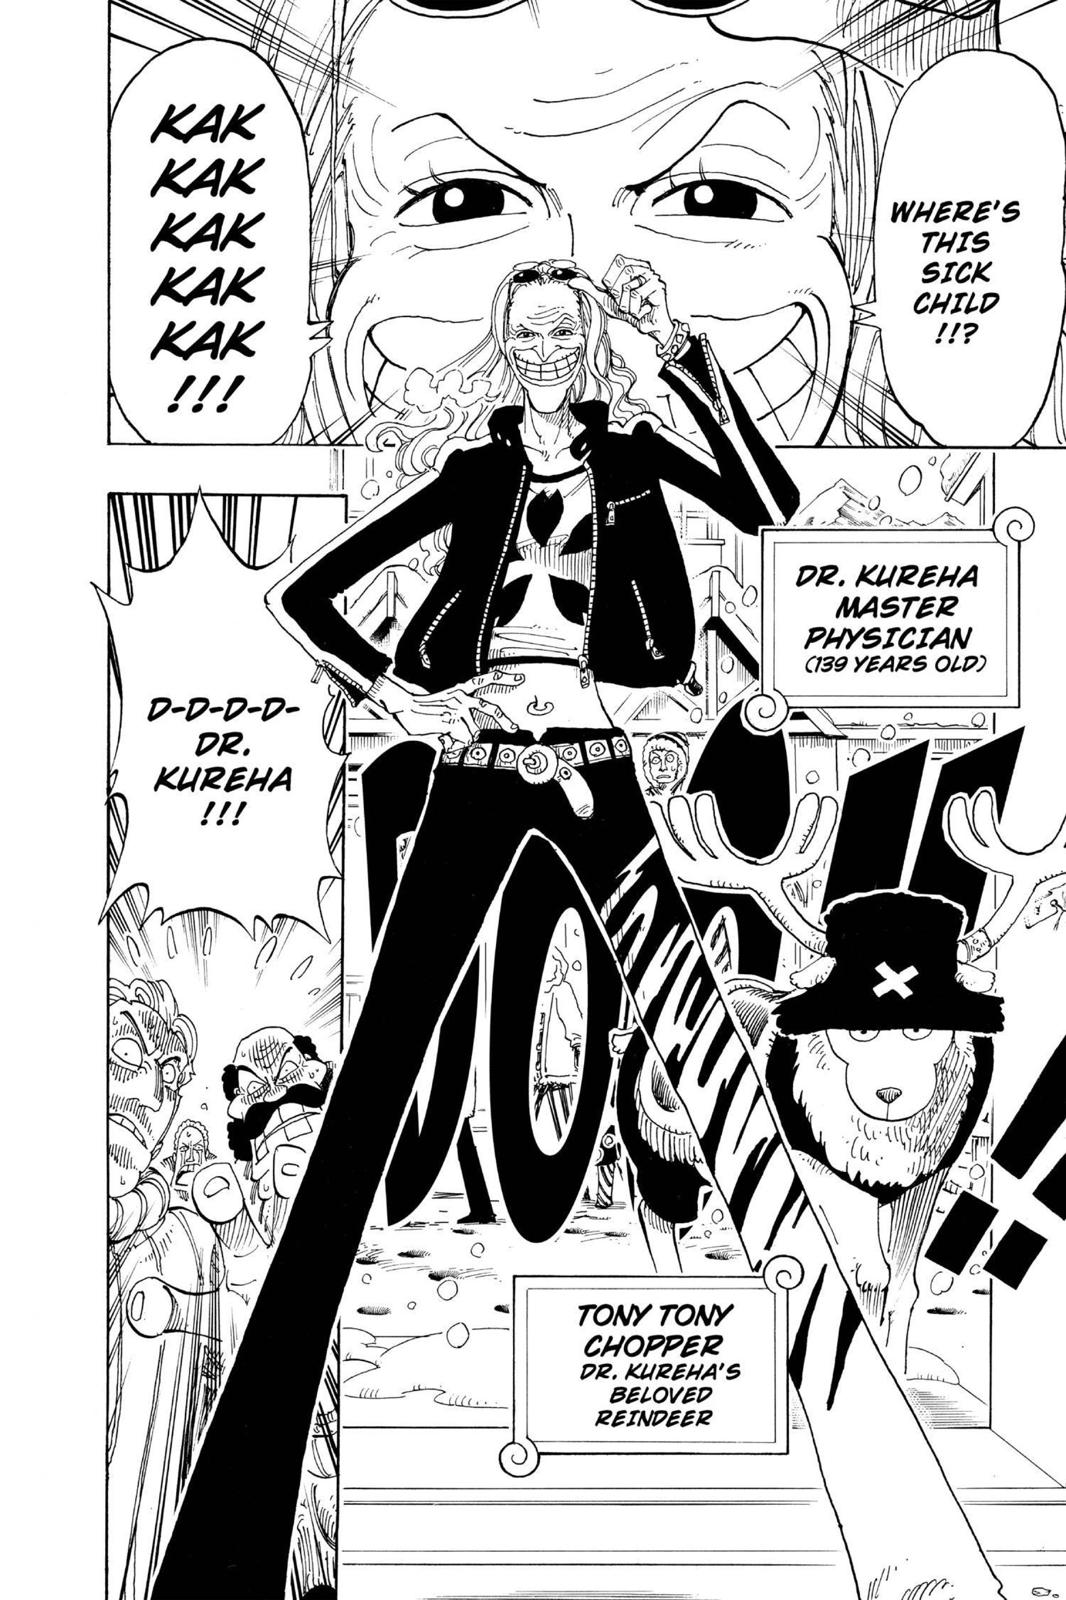 WHERE'S
THIS
SICK
CHILD
!!?
KAK
KAK
KAK
KAK
KAK
!!!
DR. KUREHA
MASTER
PHYSICIAN
(139 YEARS OLD)
D-D-D-D-
DR.
KUREHA
!!!
TONY TONY
CHOPPER
DR. KUREHA'S
BELOVED
REINDEER